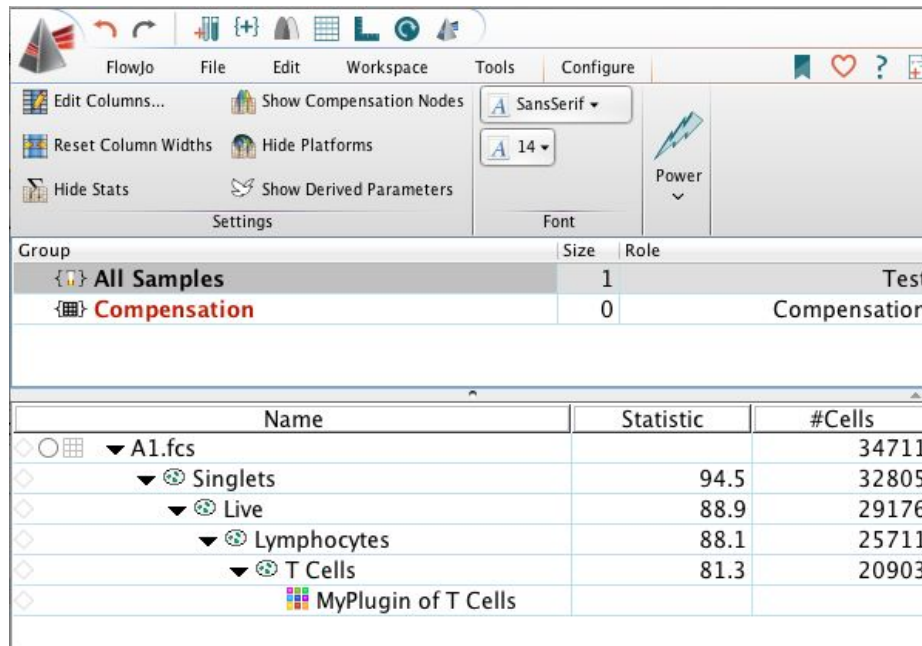 FlowJo File Edit Workspace Tools Configure
Edit Columns... Show Compensation Nodes A SansSerif
Reset Column Widths Hide Platforms A 14
Hide Stats Show Derived Parameters Power
Settings Font
Group Size Role
All Samples 1 Test
Compensation 0 Compensation
Name Statistic #Cells
A1.fcs 34711
Singlets 94.5 32805
Live 88.9 29176
Lymphocytes 88.1 25711
T Cells 81.3 20903
MyPlugin of T Cells